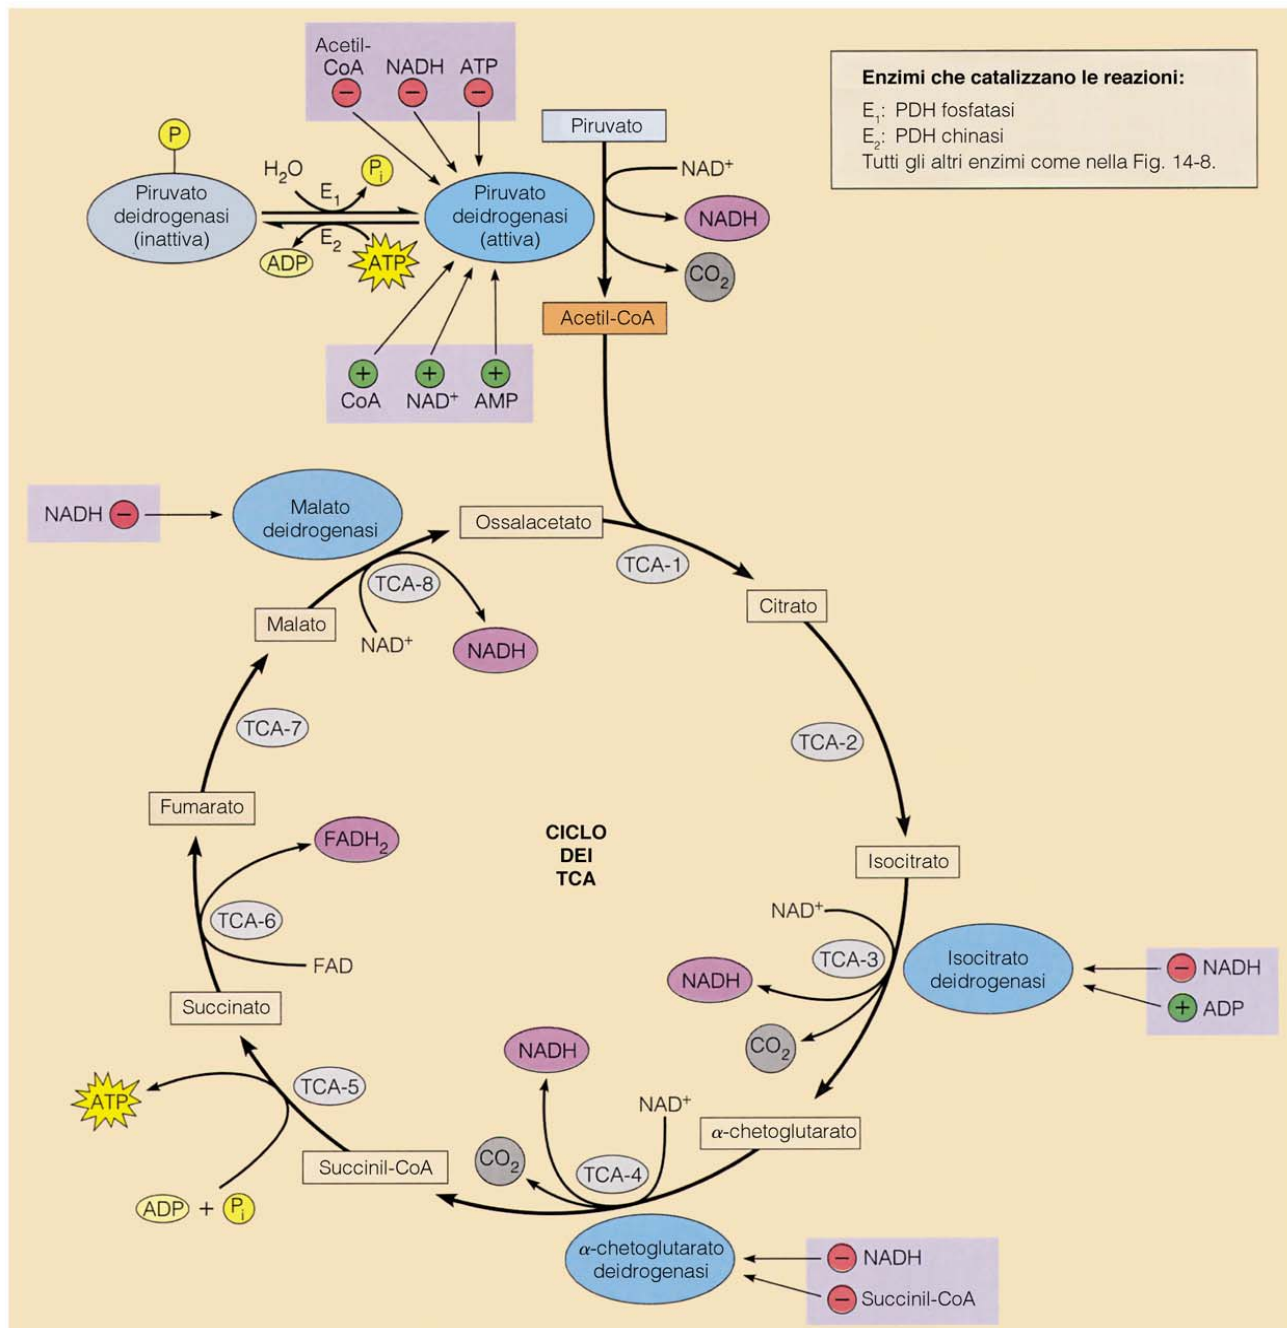 Acetil-
CoA NADH ATP
− − −
Enzimi che catalizzano le reazioni:
E₁: PDH fosfatasi
E₂: PDH chinasi
Tutti gli altri enzimi come nella Fig. 14-8.
Piruvato
P
H₂O
E₁
Pᵢ
NAD⁺
Piruvato
deidrogenasi
(inattiva)
Piruvato
deidrogenasi
(attiva)
NADH
E₂
ADP
ATP
CO₂
Acetil-CoA
+ + +
CoA NAD⁺ AMP
NADH −
Malato
deidrogenasi
Ossalacetato
TCA-1
TCA-8
Citrato
Malato
NAD⁺
NADH
TCA-7
TCA-2
Fumarato
FADH₂
CICLO
DEI
TCA
Isocitrato
TCA-6
NAD⁺
FAD
TCA-3
Isocitrato
deidrogenasi
− NADH
+ ADP
NADH
Succinato
CO₂
NADH
TCA-5
ATP
NAD⁺
α-chetoglutarato
Succinil-CoA
CO₂
TCA-4
ADP + Pᵢ
α-chetoglutarato
deidrogenasi
− NADH
− Succinil-CoA